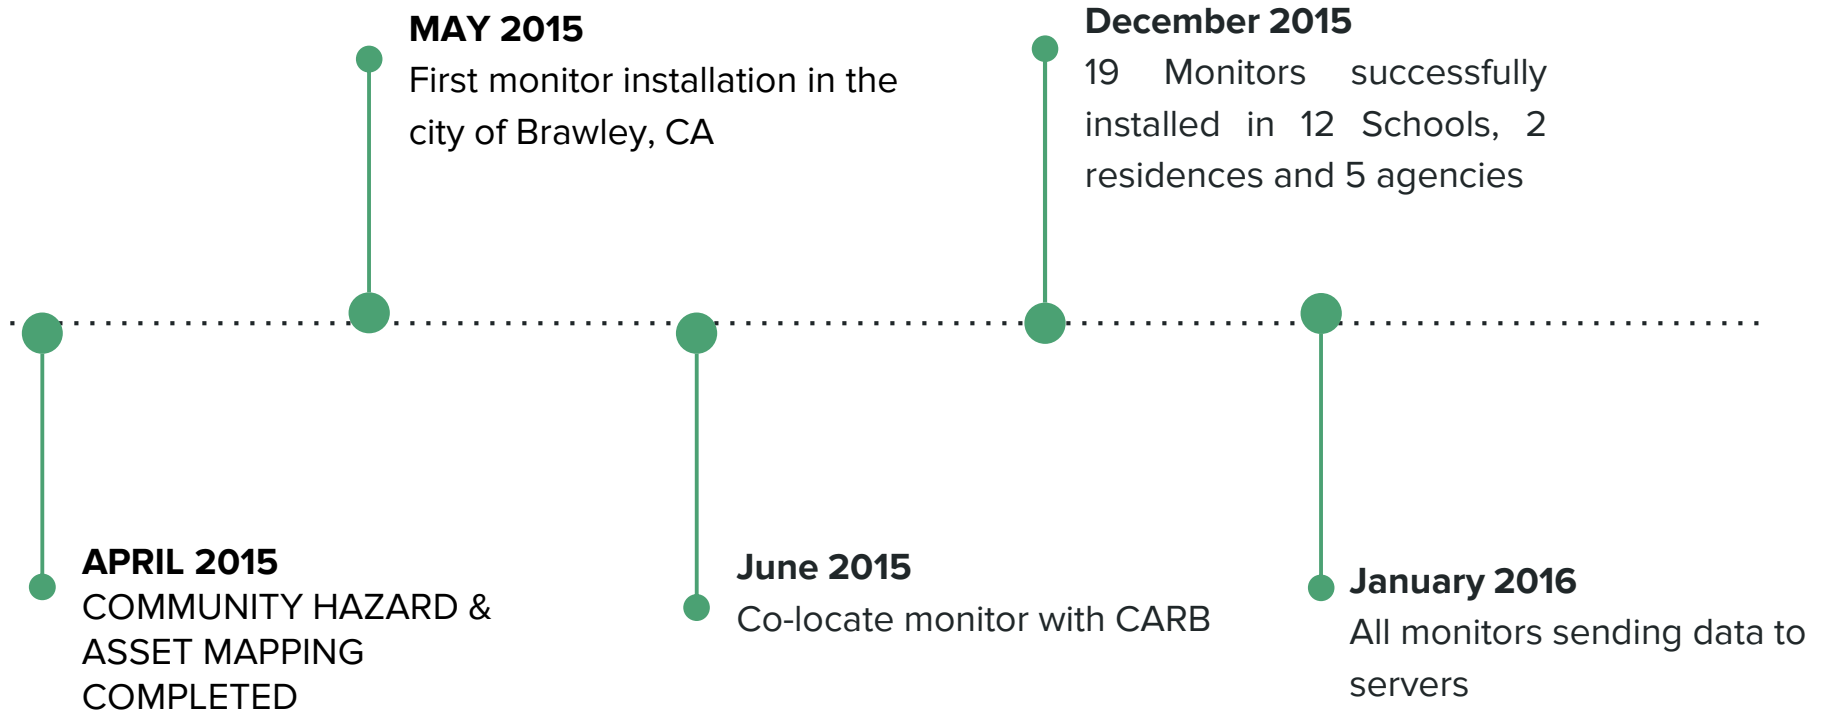 MAY 2015
First monitor installation in the
city of Brawley, CA
December 2015
19 Monitors successfully
installed in 12 Schools, 2
residences and 5 agencies
APRIL 2015
COMMUNITY HAZARD &
ASSET MAPPING
COMPLETED
June 2015
Co-locate monitor with CARB
January 2016
All monitors sending data to
servers